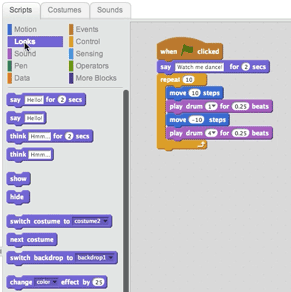 Scripts Costumes Sounds
Motion Events
Looks Control
Sound Sensing
Pen Operators
Data More Blocks
say Hello! for 2 secs
say Hello!
think Hmm... for 2 secs
think Hmm...
show
hide
switch costume to costume2
next costume
switch backdrop to backdrop1
change color effect by 25
when clicked
say Watch me dance! for 2 secs
repeat 10
move 10 steps
play drum 1 for 0.25 beats
move -10 steps
play drum 4 for 0.25 beats